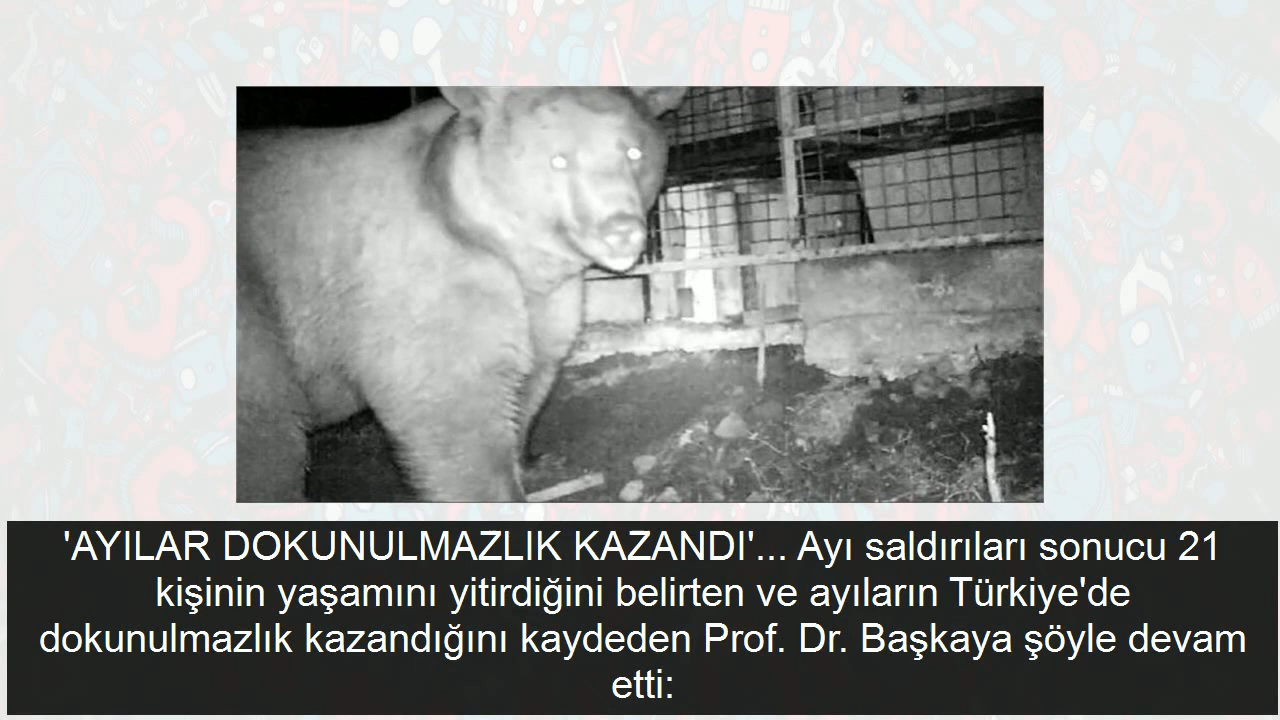 'AYILAR DOKUNULMAZLIK KAZANDI'... Ayı saldırıları sonucu 21
kişinin yaşamını yitirdiğini belirten ve ayıların Türkiye'de
dokunulmazlık kazandığını kaydeden Prof. Dr. Başkaya şöyle devam
etti: